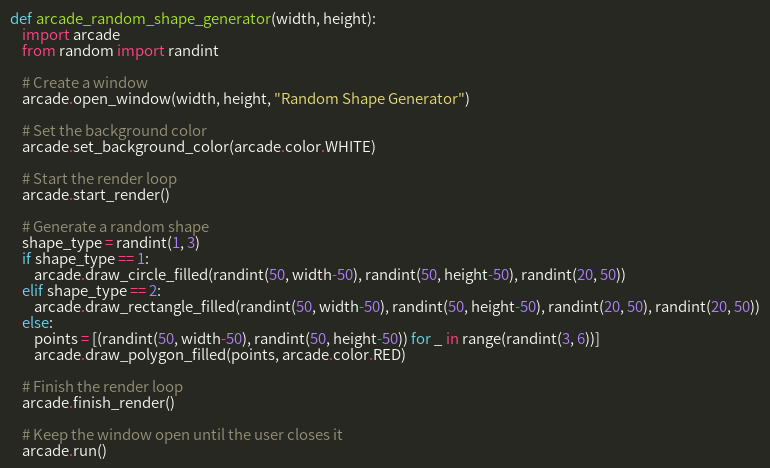 def arcade_random_shape_generator(width, height):
    import arcade
    from random import randint

    # Create a window
    arcade.open_window(width, height, "Random Shape Generator")

    # Set the background color
    arcade.set_background_color(arcade.color.WHITE)

    # Start the render loop
    arcade.start_render()

    # Generate a random shape
    shape_type = randint(1, 3)
    if shape_type == 1:
        arcade.draw_circle_filled(randint(50, width-50), randint(50, height-50), randint(20, 50))
    elif shape_type == 2:
        arcade.draw_rectangle_filled(randint(50, width-50), randint(50, height-50), randint(20, 50), randint(20, 50))
    else:
        points = [(randint(50, width-50), randint(50, height-50)) for _ in range(randint(3, 6))]
        arcade.draw_polygon_filled(points, arcade.color.RED)

    # Finish the render loop
    arcade.finish_render()

    # Keep the window open until the user closes it
    arcade.run()